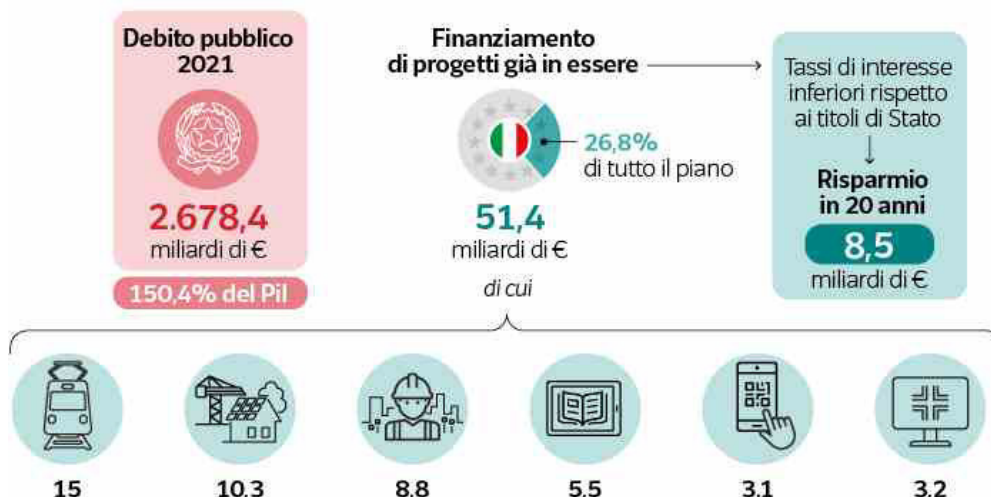 Debito pubblico
2021
2.678,4
miliardi di €
150,4% del Pil
Finanziamento
di progetti già in essere
26,8%
di tutto il piano
51,4
miliardi di €
di cui
Tassi di interesse
inferiori rispetto
ai titoli di Stato
Risparmio
in 20 anni
8,5
miliardi di €
15
10.3
8.8
5.5
3.1
3.2